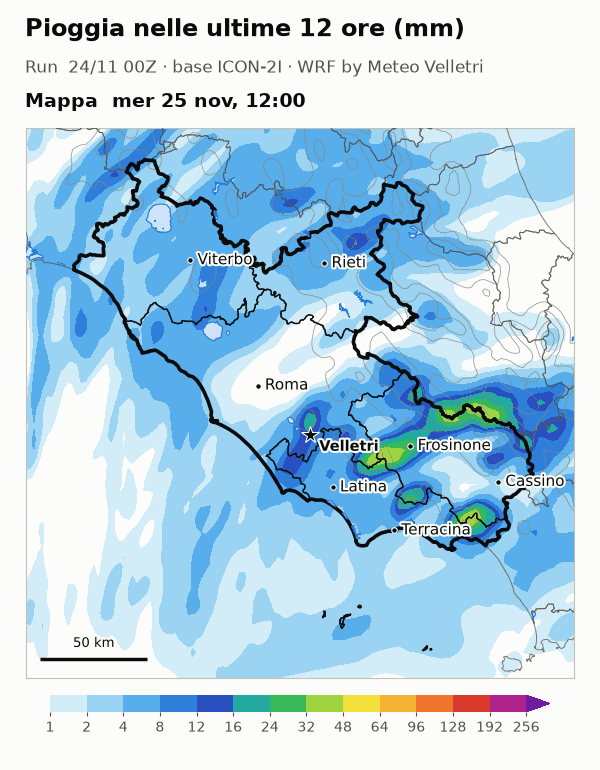 Pioggia nelle ultime 12 ore (mm)
Run  24/11 00Z · base ICON-2I · WRF by Meteo Velletri
Mappa  mer 25 nov, 12:00
Viterbo
Rieti
Roma
Velletri
Frosinone
Cassino
Latina
Terracina
50 km
1 2 4 8 12 16 24 32 48 64 96 128 192 256